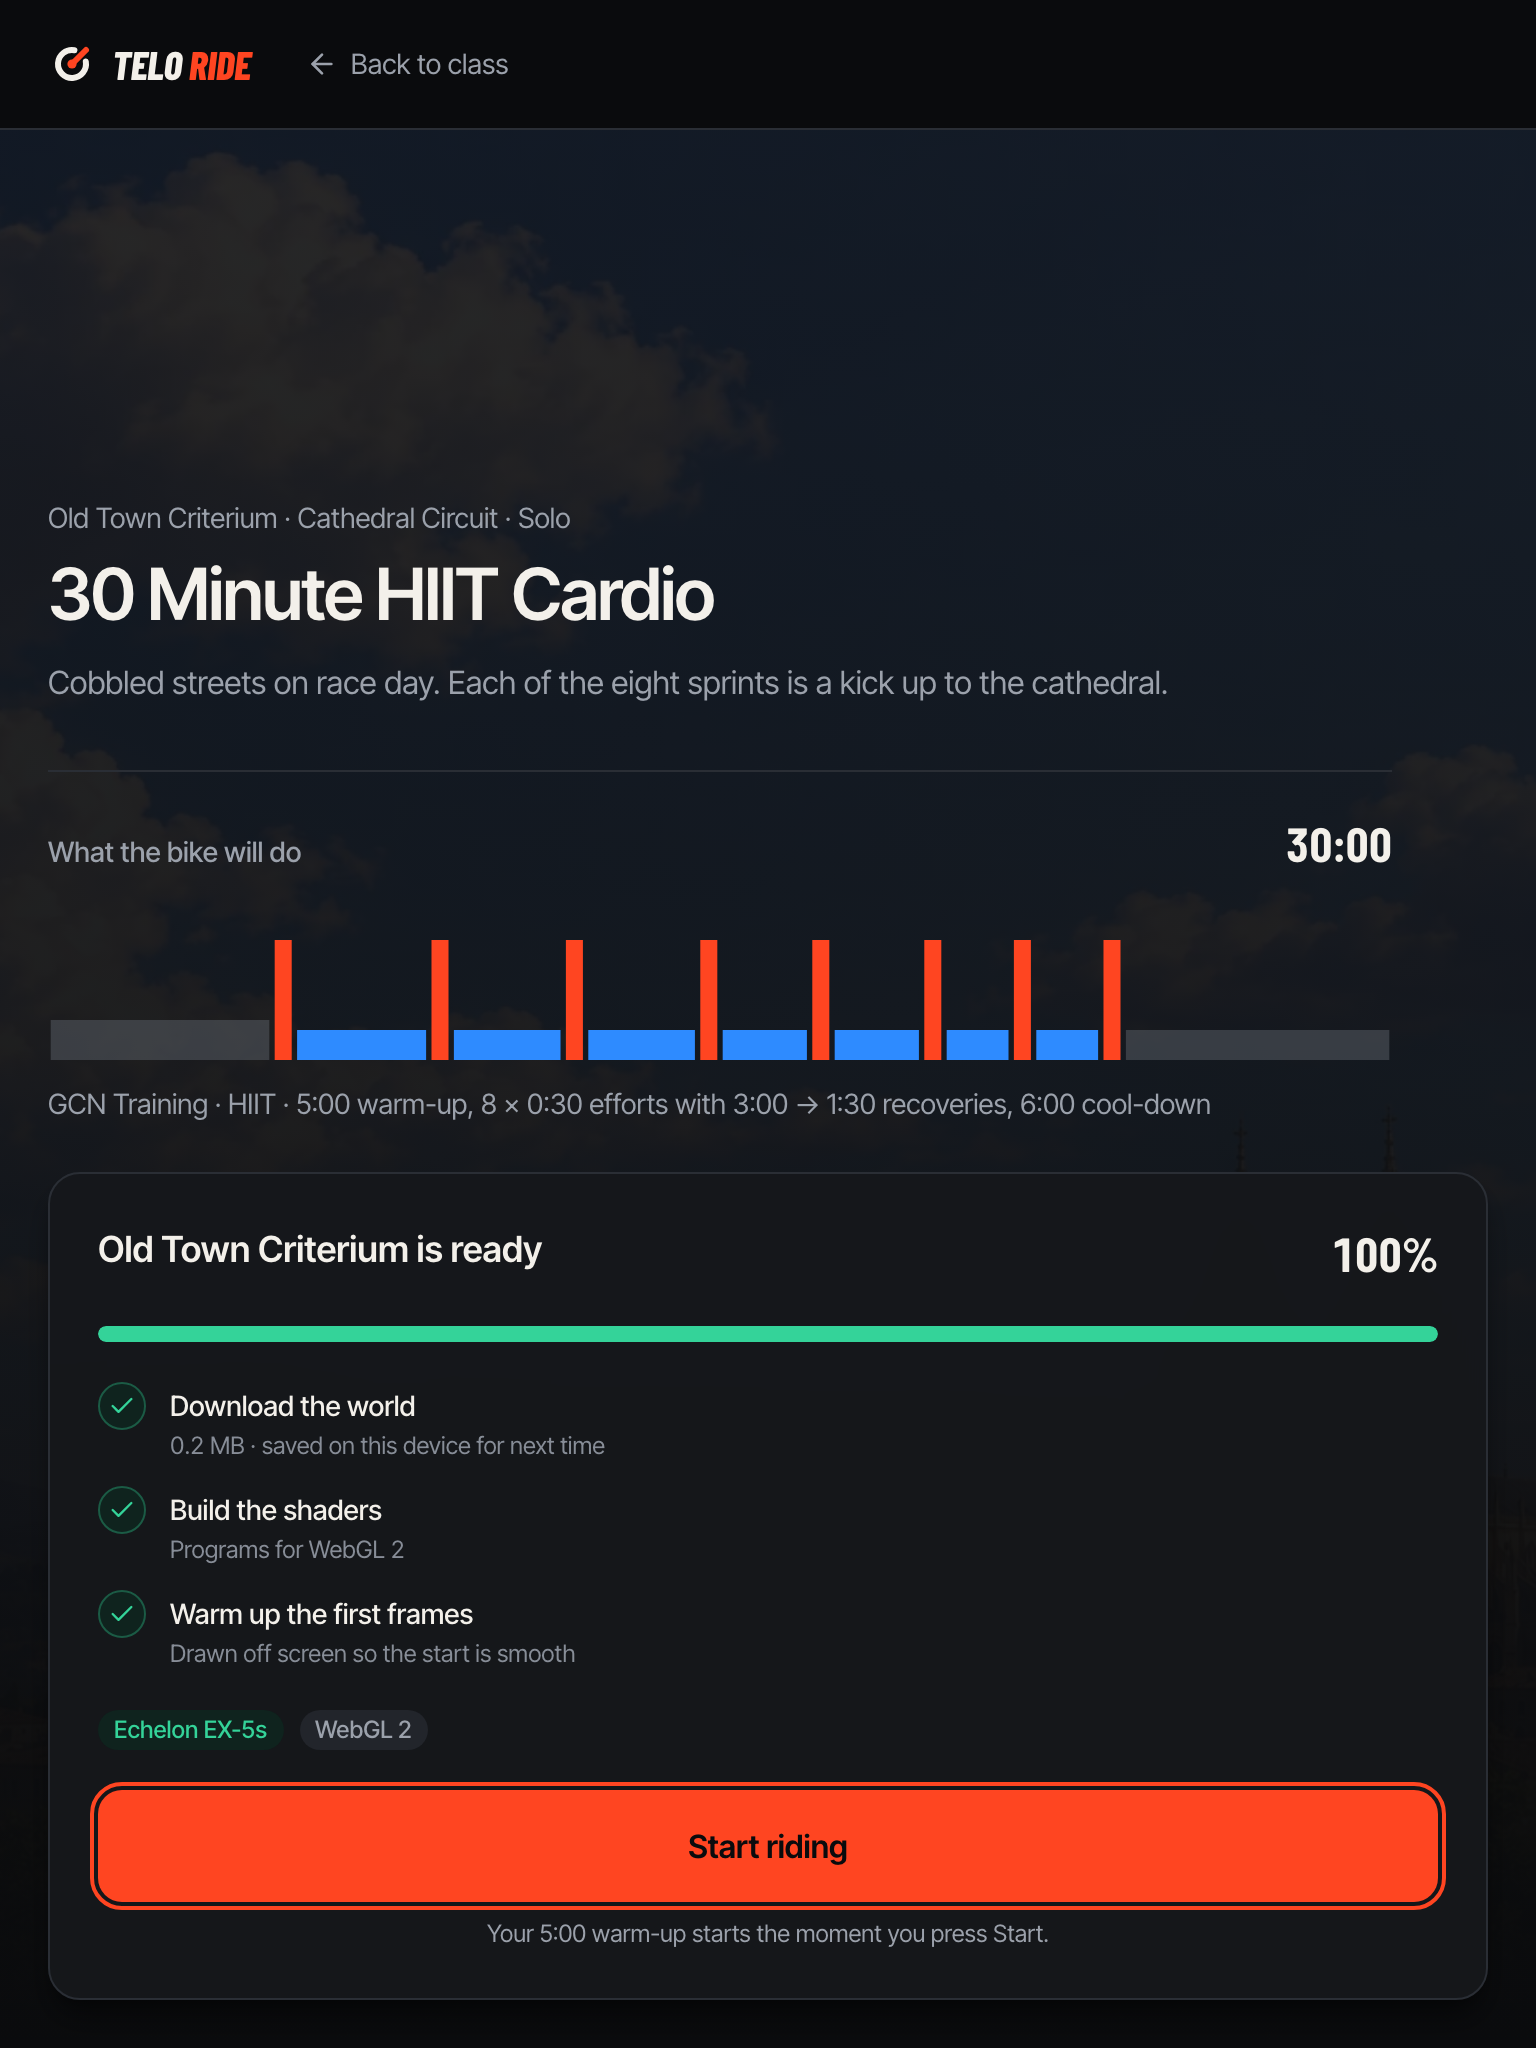 TELO RIDE
← Back to class
Old Town Criterium · Cathedral Circuit · Solo
30 Minute HIIT Cardio
Cobbled streets on race day. Each of the eight sprints is a kick up to the cathedral.
What the bike will do
30:00
GCN Training · HIIT · 5:00 warm-up, 8 × 0:30 efforts with 3:00 → 1:30 recoveries, 6:00 cool-down
Old Town Criterium is ready
100%
Download the world
0.2 MB · saved on this device for next time
Build the shaders
Programs for WebGL 2
Warm up the first frames
Drawn off screen so the start is smooth
Echelon EX-5s
WebGL 2
Start riding
Your 5:00 warm-up starts the moment you press Start.